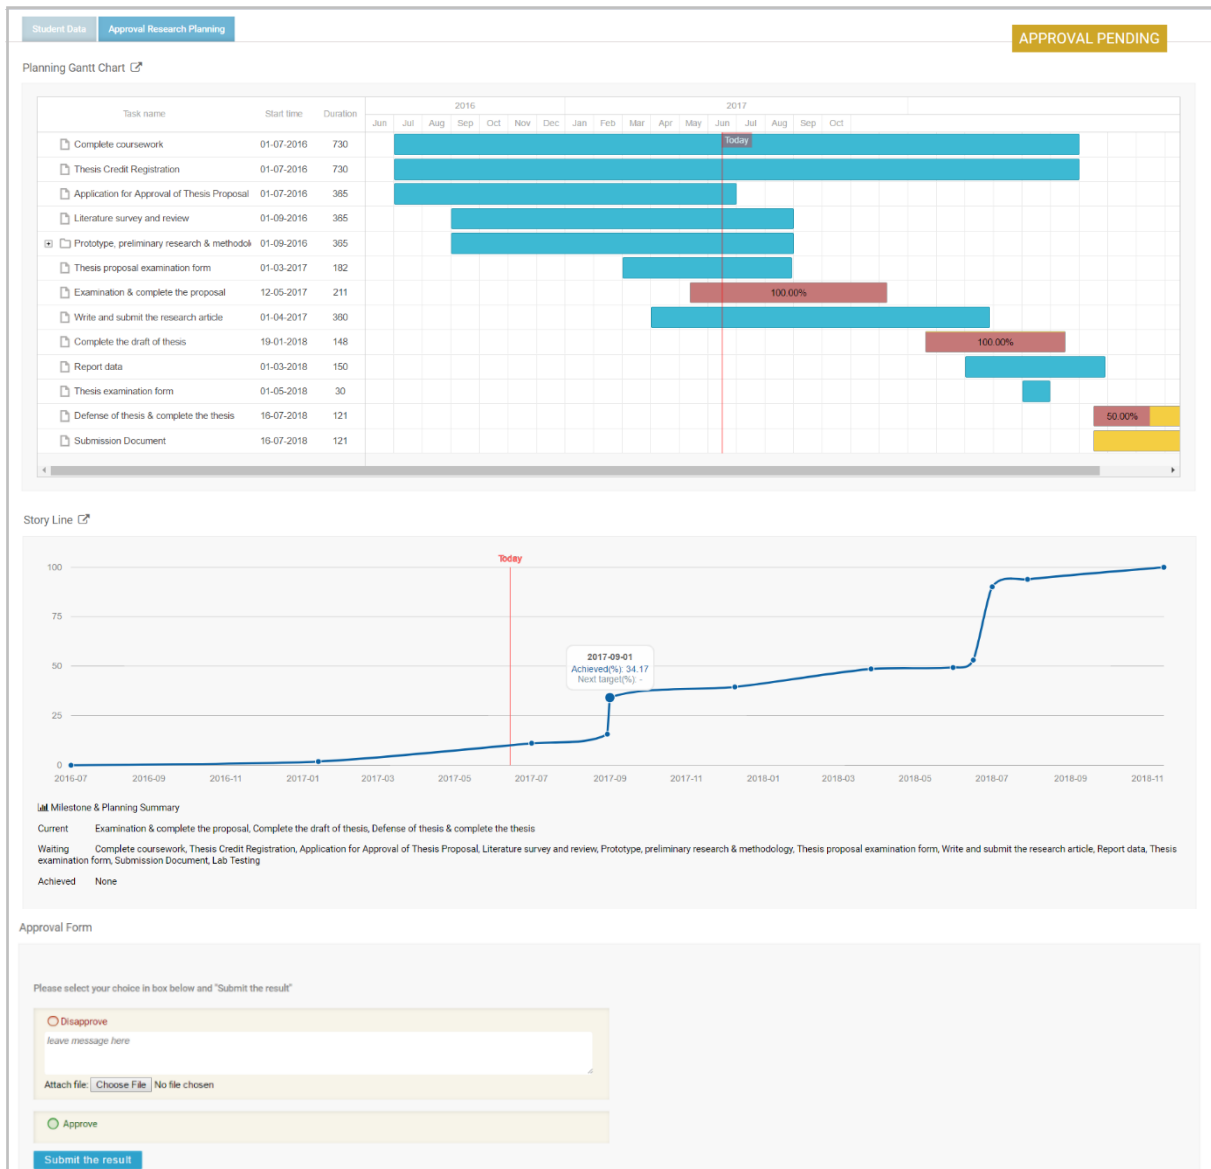 Student Data Approval Research Planning
APPROVAL PENDING
Planning Gantt Chart
Task name Start time Duration 2016 2017
Jun Jul Aug Sep Oct Nov Dec Jan Feb Mar Apr May Jun Jul Aug Sep Oct
Today
Complete coursework 01-07-2016 730
Thesis Credit Registration 01-07-2016 730
Application for Approval of Thesis Proposal 01-07-2016 365
Literature survey and review 01-09-2016 365
Prototype, preliminary research & methodol 01-09-2016 365
Thesis proposal examination form 01-03-2017 182
Examination & complete the proposal 12-05-2017 211 100.00%
Write and submit the research article 01-04-2017 360
Complete the draft of thesis 19-01-2018 148 100.00%
Report data 01-03-2018 150
Thesis examination form 01-05-2018 30
Defense of thesis & complete the thesis 16-07-2018 121 50.00%
Submission Document 16-07-2018 121
Story Line
Today
100
75
50
25
0
2017-09-01
Achieved(%): 34.17
Next target(%): -
2016-07 2016-09 2016-11 2017-01 2017-03 2017-05 2017-07 2017-09 2017-11 2018-01 2018-03 2018-05 2018-07 2018-09 2018-11
Milestone & Planning Summary
Current Examination & complete the proposal, Complete the draft of thesis, Defense of thesis & complete the thesis
Waiting Complete coursework, Thesis Credit Registration, Application for Approval of Thesis Proposal, Literature survey and review, Prototype, preliminary research & methodology, Thesis proposal examination form, Write and submit the research article, Report data, Thesis
examination form, Submission Document, Lab Testing
Achieved None
Approval Form
Please select your choice in box below and "Submit the result"
Disapprove
leave message here
Attach file: Choose File No file chosen
Approve
Submit the result